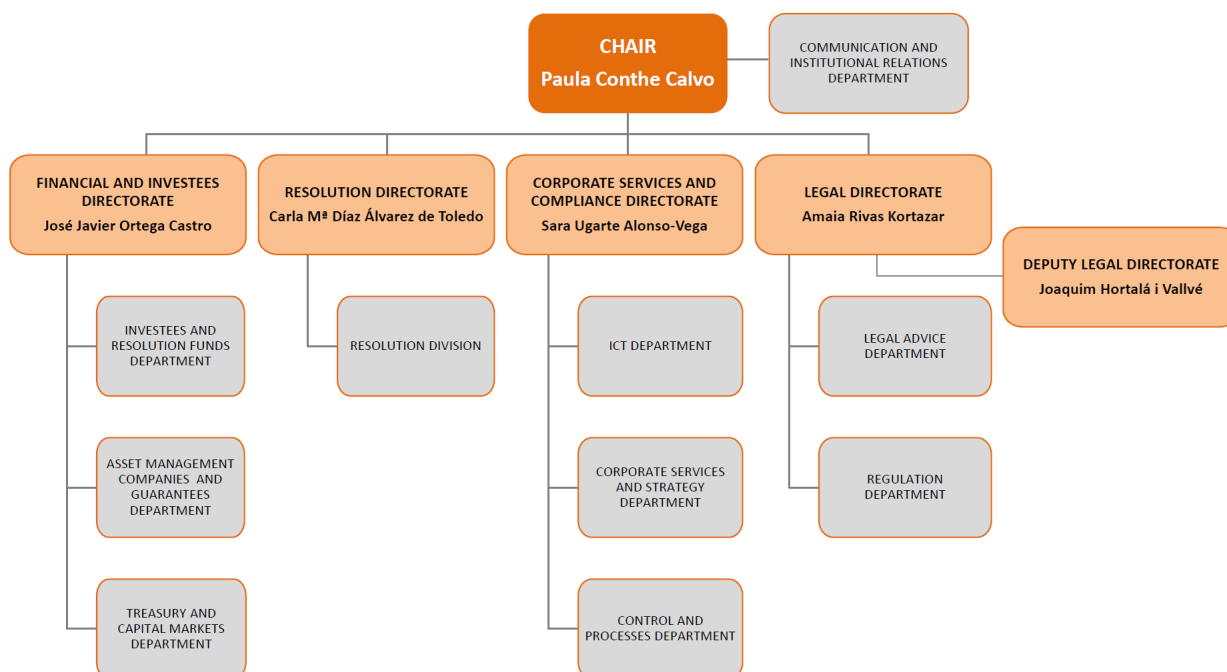 CHAIR
Paula Conthe Calvo
COMMUNICATION AND
INSTITUTIONAL RELATIONS
DEPARTMENT
FINANCIAL AND INVESTEES
DIRECTORATE
José Javier Ortega Castro
RESOLUTION DIRECTORATE
Carla Mª Díaz Álvarez de Toledo
CORPORATE SERVICES AND
COMPLIANCE DIRECTORATE
Sara Ugarte Alonso-Vega
LEGAL DIRECTORATE
Amaia Rivas Kortazar
DEPUTY LEGAL DIRECTORATE
Joaquim Hortalá i Vallvé
INVESTEES AND
RESOLUTION FUNDS
DEPARTMENT
RESOLUTION DIVISION
ICT DEPARTMENT
LEGAL ADVICE
DEPARTMENT
ASSET MANAGEMENT
COMPANIES AND
GUARANTEES
DEPARTMENT
CORPORATE SERVICES
AND STRATEGY
DEPARTMENT
REGULATION
DEPARTMENT
TREASURY AND
CAPITAL MARKETS
DEPARTMENT
CONTROL AND
PROCESSES DEPARTMENT